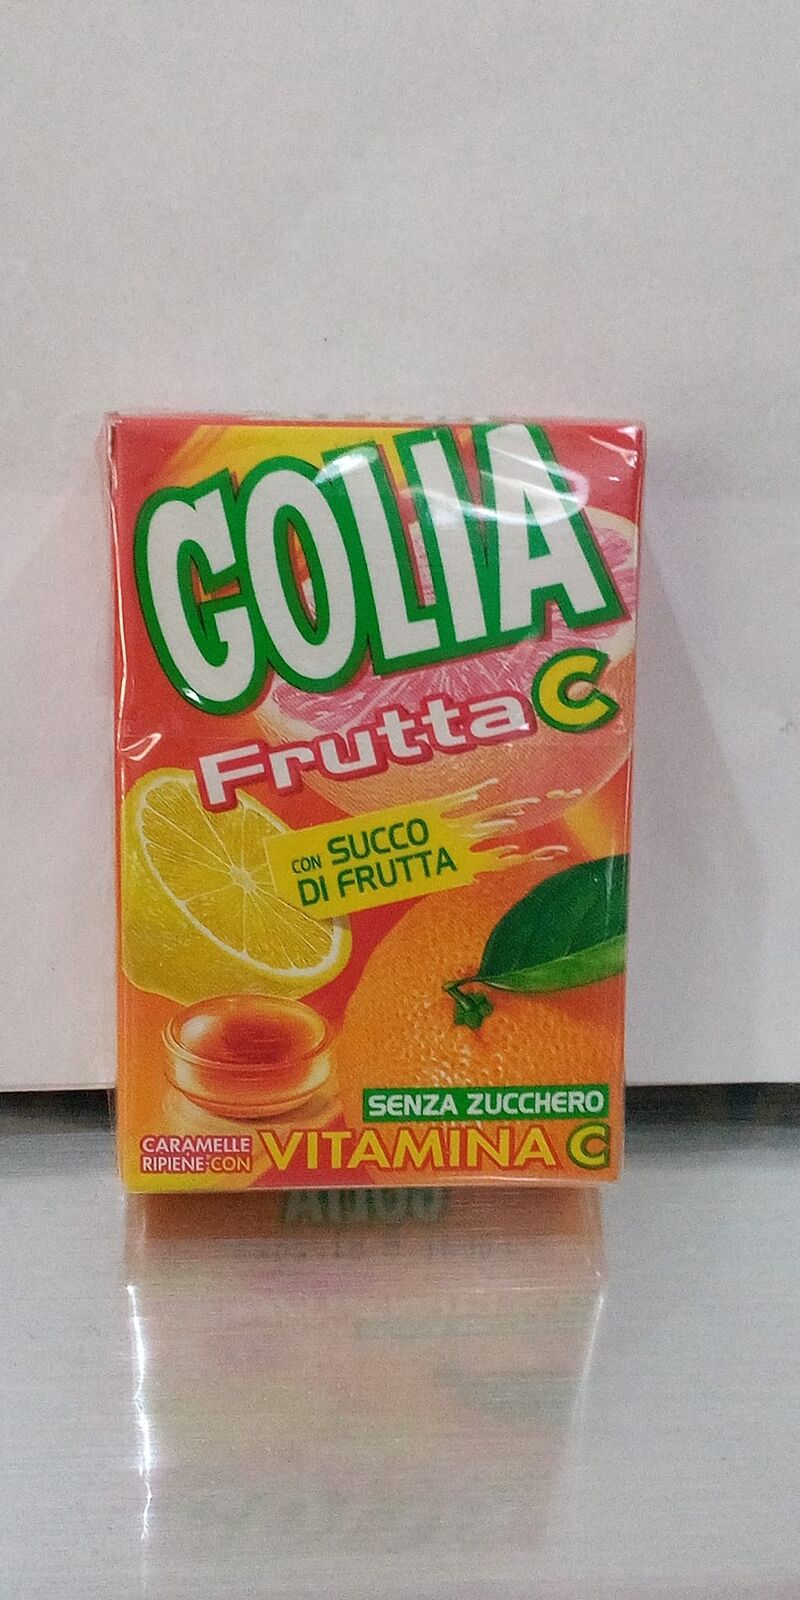 GOLIA
Frutta C
CON SUCCO
DI FRUTTA
SENZA ZUCCHERO
CARAMELLE
RIPIENE CON
VITAMINA C